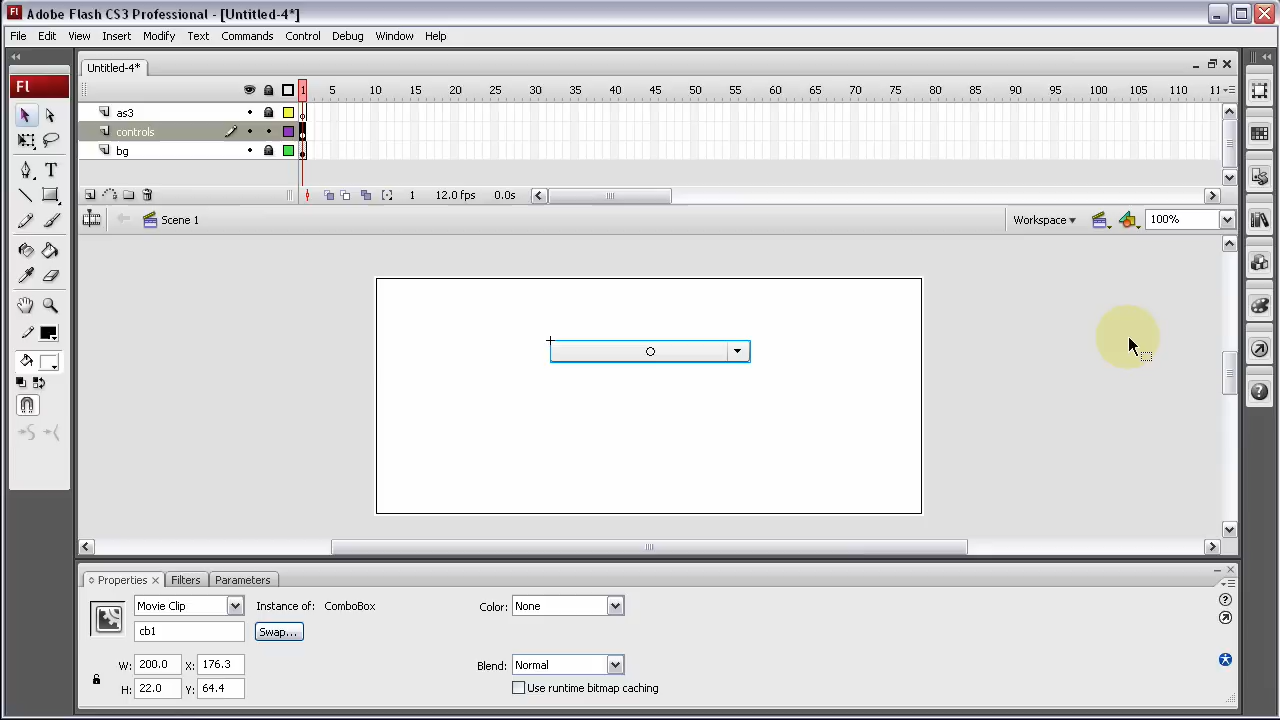 Fl Adobe Flash CS3 Professional - [Untitled-4*]
File Edit View Insert Modify Text Commands Control Debug Window Help
Untitled-4*
Fl
1 5 10 15 20 25 30 35 40 45 50 55 60 65 70 75 80 85 90 95 100 105 110 11
as3
controls
bg
1 12.0 fps 0.0s
Scene 1 Workspace 100%
Properties Filters Parameters
Movie Clip Instance of: ComboBox Color: None
cb1 Swap...
W: 200.0 X: 176.3 Blend: Normal
H: 22.0 Y: 64.4 Use runtime bitmap caching